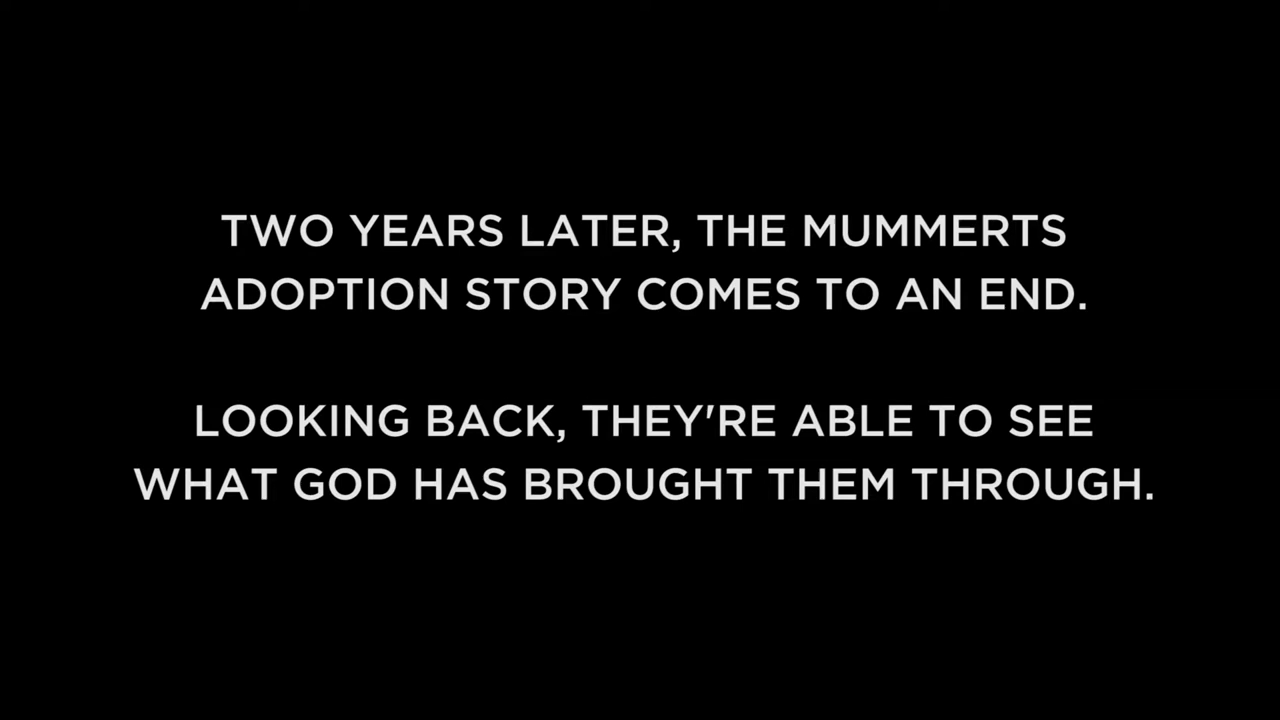 TWO YEARS LATER, THE MUMMERTS
ADOPTION STORY COMES TO AN END.
LOOKING BACK, THEY'RE ABLE TO SEE
WHAT GOD HAS BROUGHT THEM THROUGH.